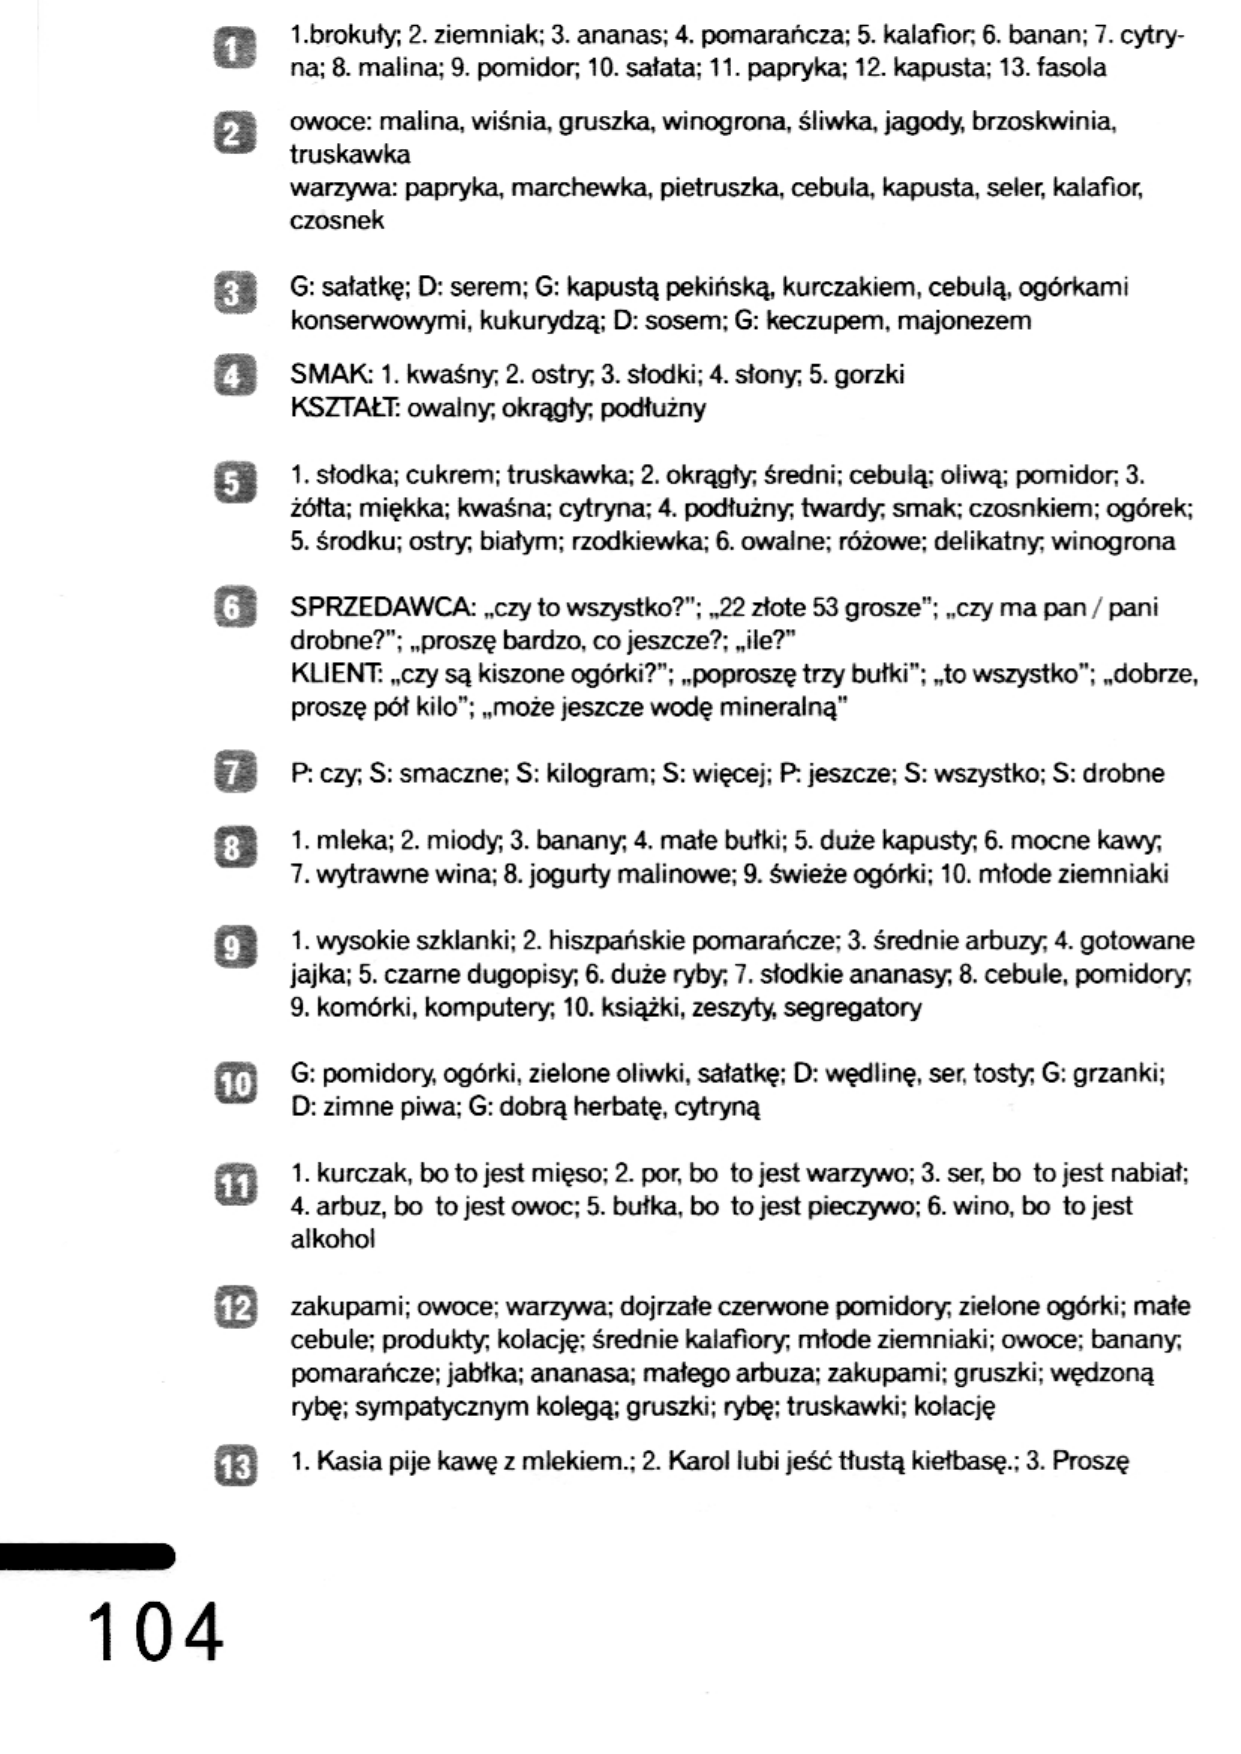 1 1.brokuły; 2. ziemniak; 3. ananas; 4. pomarańcza; 5. kalafior; 6. banan; 7. cytry-
na; 8. malina; 9. pomidor; 10. sałata; 11. papryka; 12. kapusta; 13. fasola
2 owoce: malina, wiśnia, gruszka, winogrona, śliwka, jagody, brzoskwinia,
truskawka
warzywa: papryka, marchewka, pietruszka, cebula, kapusta, seler, kalafior,
czosnek
3 G: sałatkę; D: serem; G: kapustą pekińską, kurczakiem, cebulą, ogórkami
konserwowymi, kukurydzą; D: sosem; G: keczupem, majonezem
4 SMAK: 1. kwaśny; 2. ostry; 3. słodki; 4. słony; 5. gorzki
KSZTAŁT: owalny; okrągły; podłużny
5 1. słodka; cukrem; truskawka; 2. okrągły; średni; cebulą; oliwą; pomidor; 3.
żółta; miękka; kwaśna; cytryna; 4. podłużny; twardy; smak; czosnkiem; ogórek;
5. środku; ostry; białym; rzodkiewka; 6. owalne; różowe; delikatny; winogrona
6 SPRZEDAWCA: „czy to wszystko?"; „22 złote 53 grosze"; „czy ma pan / pani
drobne?"; „proszę bardzo, co jeszcze?; „ile?"
KLIENT: „czy są kiszone ogórki?"; „poproszę trzy bułki"; „to wszystko"; „dobrze,
proszę pół kilo"; „może jeszcze wodę mineralną"
7 P: czy; S: smaczne; S: kilogram; S: więcej; P: jeszcze; S: wszystko; S: drobne
8 1. mleka; 2. miody; 3. banany; 4. małe bułki; 5. duże kapusty; 6. mocne kawy;
7. wytrawne wina; 8. jogurty malinowe; 9. świeże ogórki; 10. młode ziemniaki
9 1. wysokie szklanki; 2. hiszpańskie pomarańcze; 3. średnie arbuzy; 4. gotowane
jajka; 5. czarne dugopisy; 6. duże ryby; 7. słodkie ananasy; 8. cebule, pomidory;
9. komórki, komputery; 10. książki, zeszyty, segregatory
10 G: pomidory, ogórki, zielone oliwki, sałatkę; D: wędlinę, ser, tosty; G: grzanki;
D: zimne piwa; G: dobrą herbatę, cytryną
11 1. kurczak, bo to jest mięso; 2. por, bo to jest warzywo; 3. ser, bo to jest nabiał;
4. arbuz, bo to jest owoc; 5. bułka, bo to jest pieczywo; 6. wino, bo to jest
alkohol
12 zakupami; owoce; warzywa; dojrzałe czerwone pomidory; zielone ogórki; małe
cebule; produkty; kolację; średnie kalafiory; młode ziemniaki; owoce; banany;
pomarańcze; jabłka; ananasa; małego arbuza; zakupami; gruszki; wędzoną
rybę; sympatycznym kolegą; gruszki; rybę; truskawki; kolację
13 1. Kasia pije kawę z mlekiem.; 2. Karol lubi jeść tłustą kiełbasę.; 3. Proszę
104